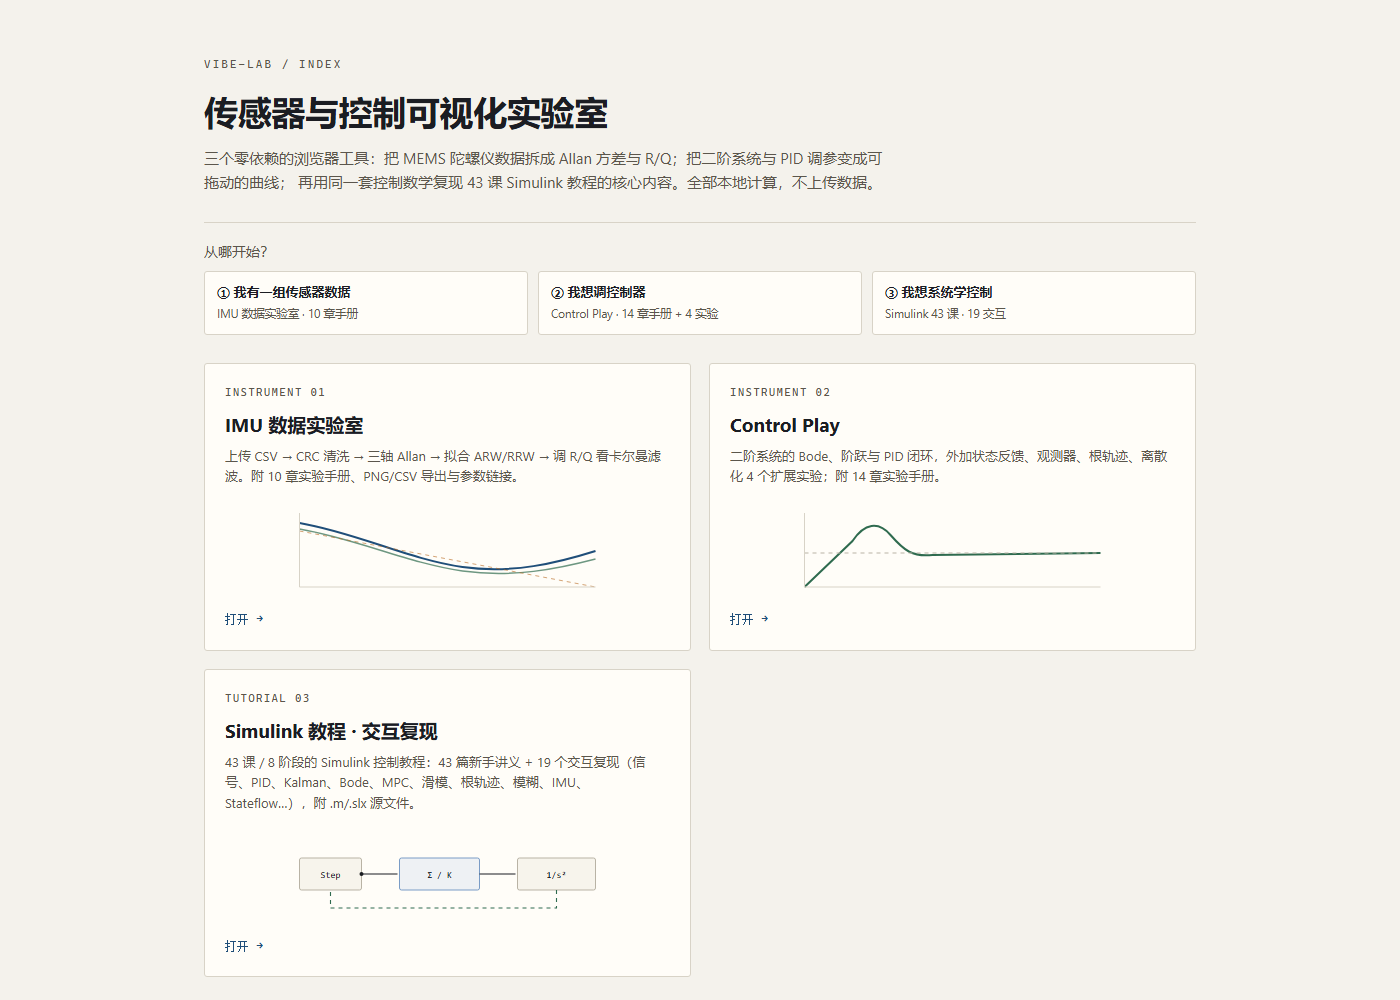 VIBE-LAB / INDEX
传感器与控制可视化实验室
三个零依赖的浏览器工具：把 MEMS 陀螺仪数据拆成 Allan 方差与 R/Q；把二阶系统与 PID 调参变成可
拖动的曲线； 再用同一套控制数学复现 43 课 Simulink 教程的核心内容。全部本地计算，不上传数据。
从哪开始？
① 我有一组传感器数据
IMU 数据实验室 · 10 章手册
② 我想调控制器
Control Play · 14 章手册 + 4 实验
③ 我想系统学控制
Simulink 43 课 · 19 交互
INSTRUMENT 01
IMU 数据实验室
上传 CSV → CRC 清洗 → 三轴 Allan → 拟合 ARW/RRW → 调 R/Q 看卡尔曼滤
波。附 10 章实验手册、PNG/CSV 导出与参数链接。
打开 →
INSTRUMENT 02
Control Play
二阶系统的 Bode、阶跃与 PID 闭环，外加状态反馈、观测器、根轨迹、离散
化 4 个扩展实验；附 14 章实验手册。
打开 →
TUTORIAL 03
Simulink 教程 · 交互复现
43 课 / 8 阶段的 Simulink 控制教程：43 篇新手讲义 + 19 个交互复现（信
号、PID、Kalman、Bode、MPC、滑模、根轨迹、模糊、IMU、
Stateflow…），附 .m/.slx 源文件。
Step
Σ / K
1/s²
打开 →